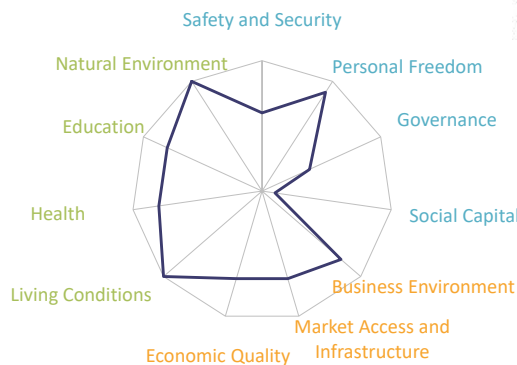 Safety and Security
Natural Environment
Personal Freedom
Education
Governance
Health
Social Capital
Living Conditions
Business Environment
Market Access and
Infrastructure
Economic Quality